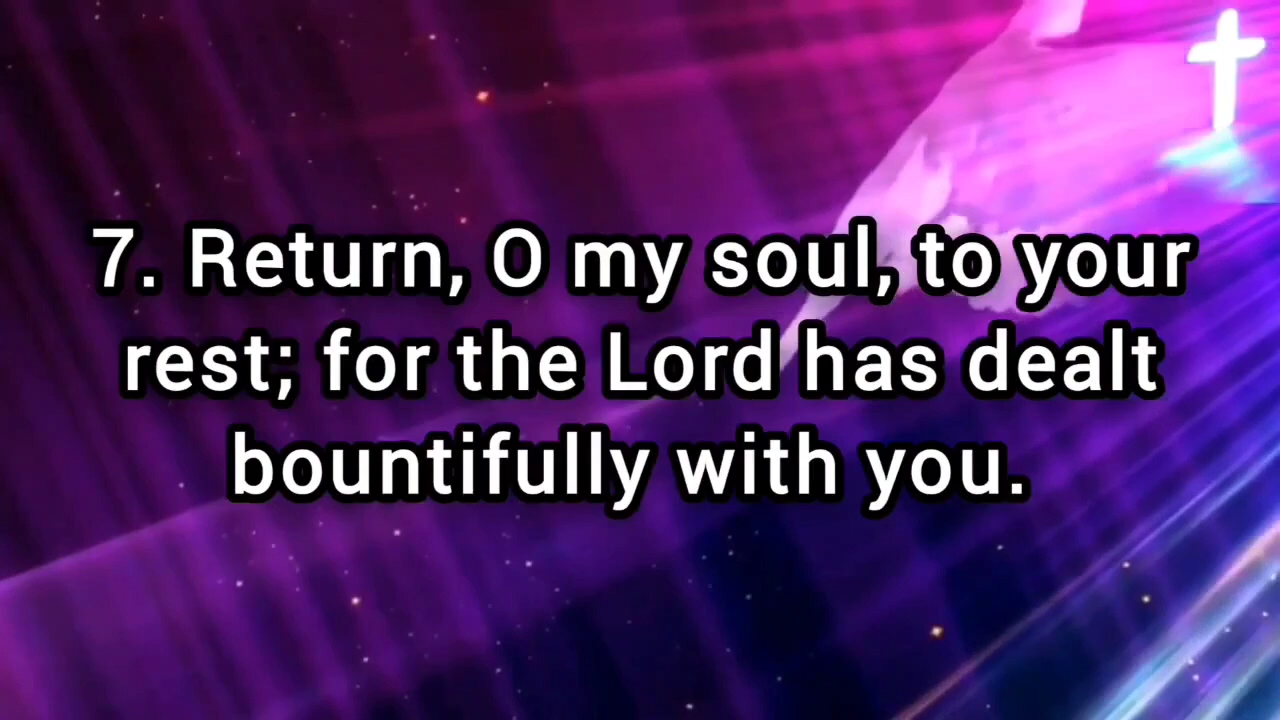 7. Return, O my soul, to your
rest; for the Lord has dealt
bountifully with you.